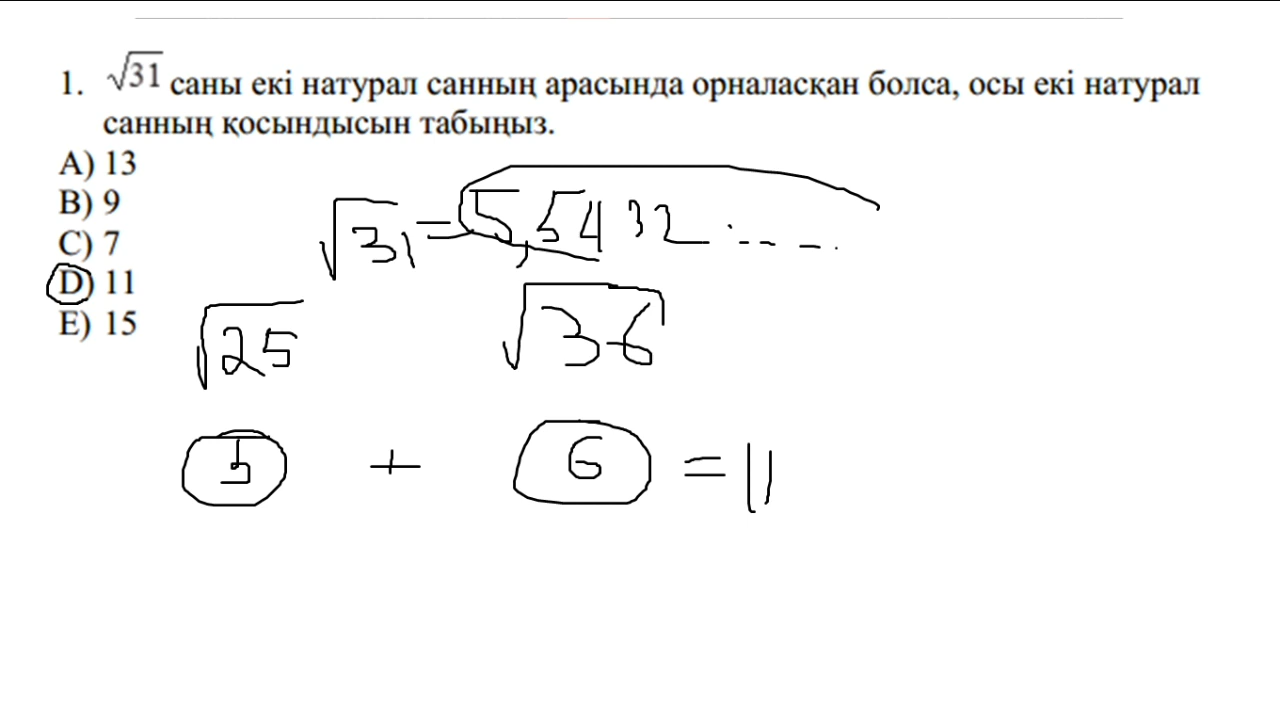 1. √31 саны екі натурал санның арасында орналасқан болса, осы екі натурал
санның қосындысын табыңыз.
A) 13
B) 9
C) 7
D) 11
E) 15
√31 = 5,5432.....
√25 √36
5 + 6 = 11